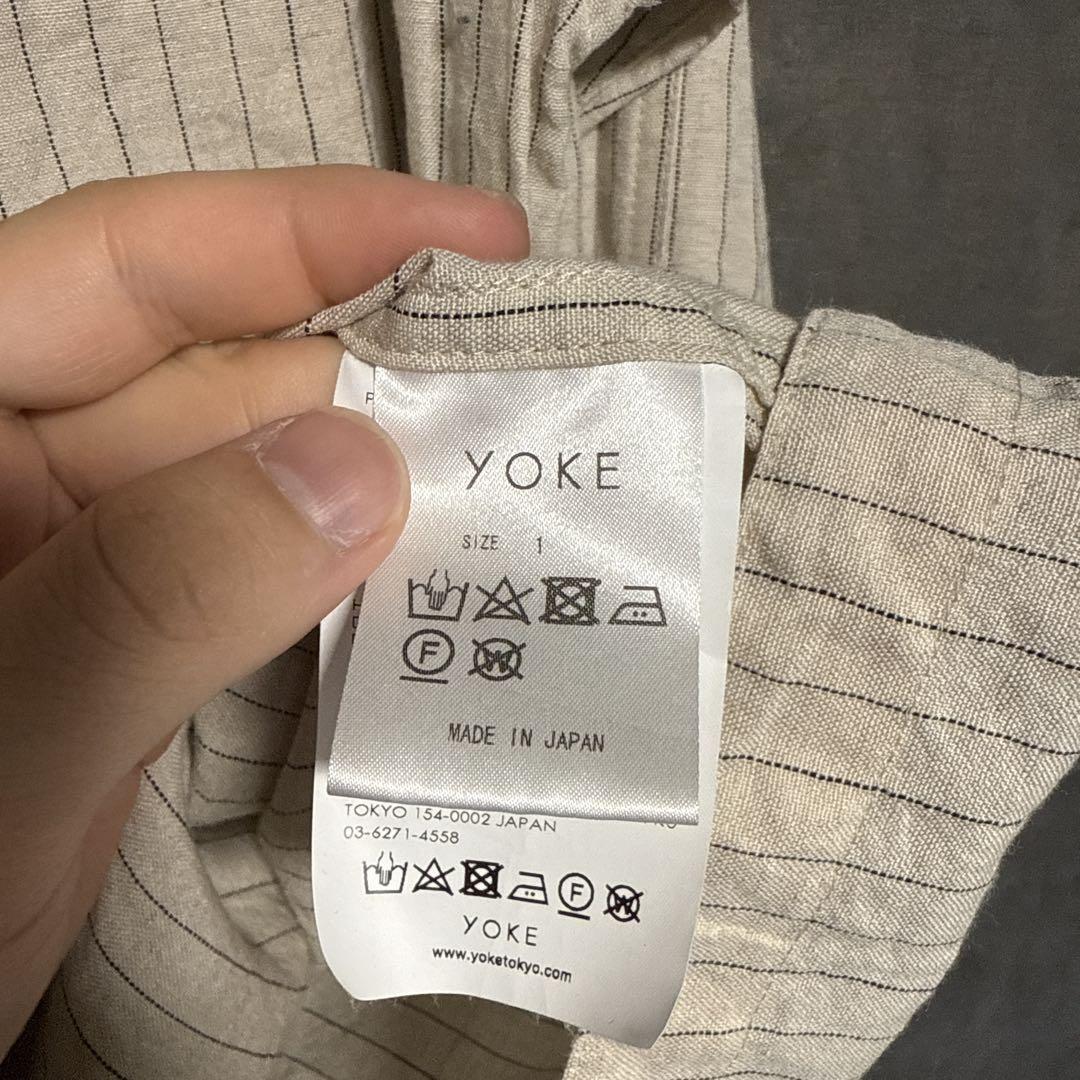 YOKE
SIZE 1
F
W
MADE IN JAPAN
TOKYO 154-0002 JAPAN
03-6271-4558
F
W
YOKE
www.yoketokyo.com